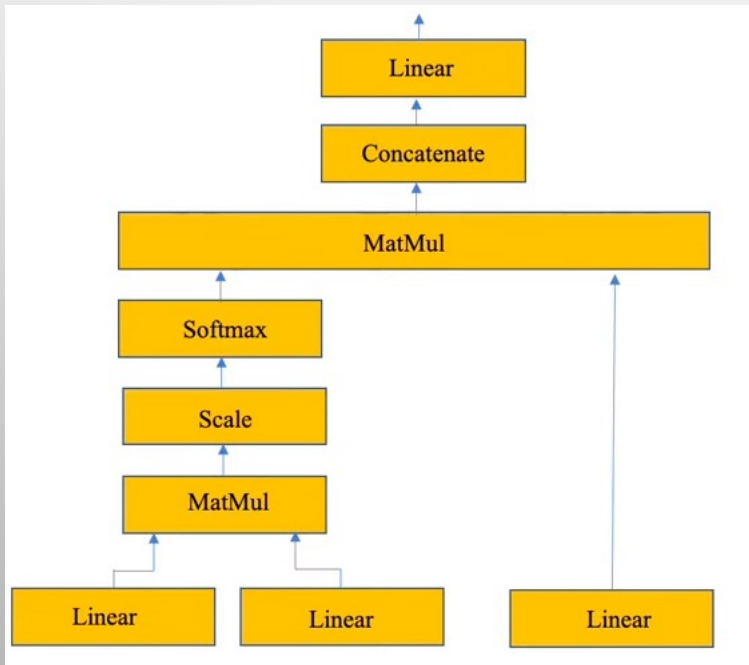 Linear
Concatenate
MatMul
Softmax
Scale
MatMul
Linear
Linear
Linear